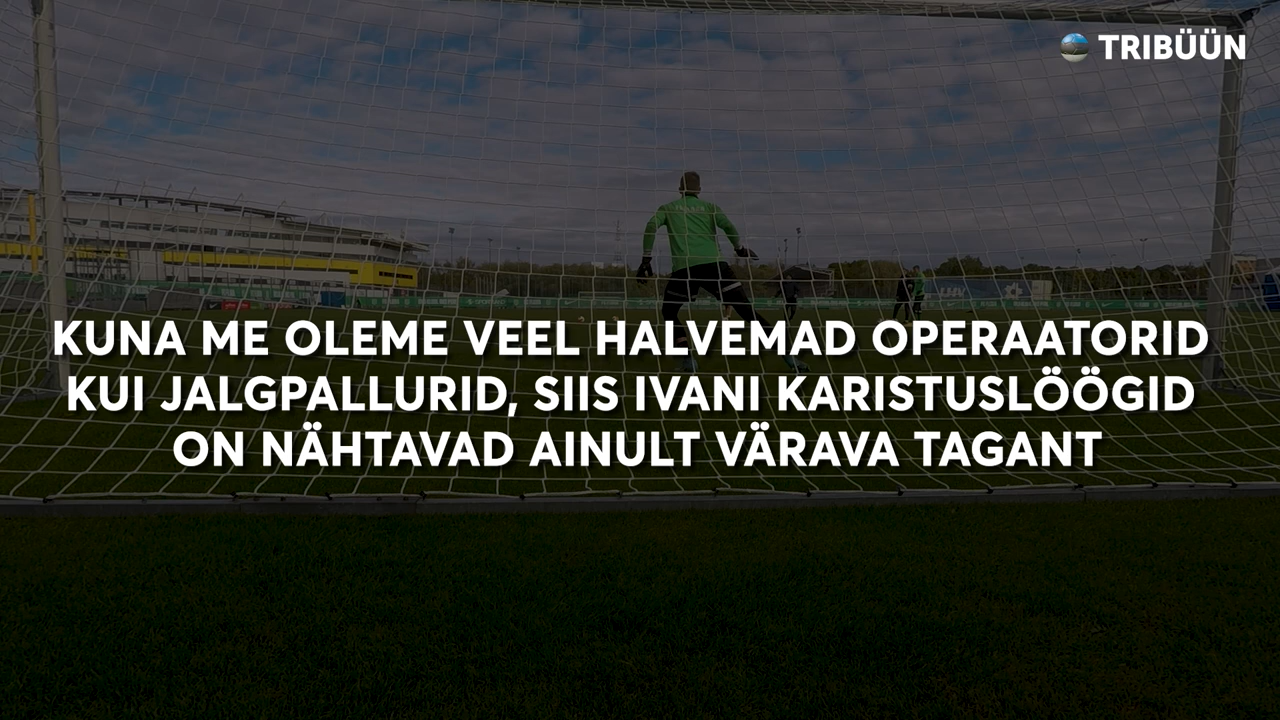 TRIBÜÜN
KUNA ME OLEME VEEL HALVEMAD OPERAATORID
KUI JALGPALLURID, SIIS IVANI KARISTUSLÖÖGID
ON NÄHTAVAD AINULT VÄRAVA TAGANT